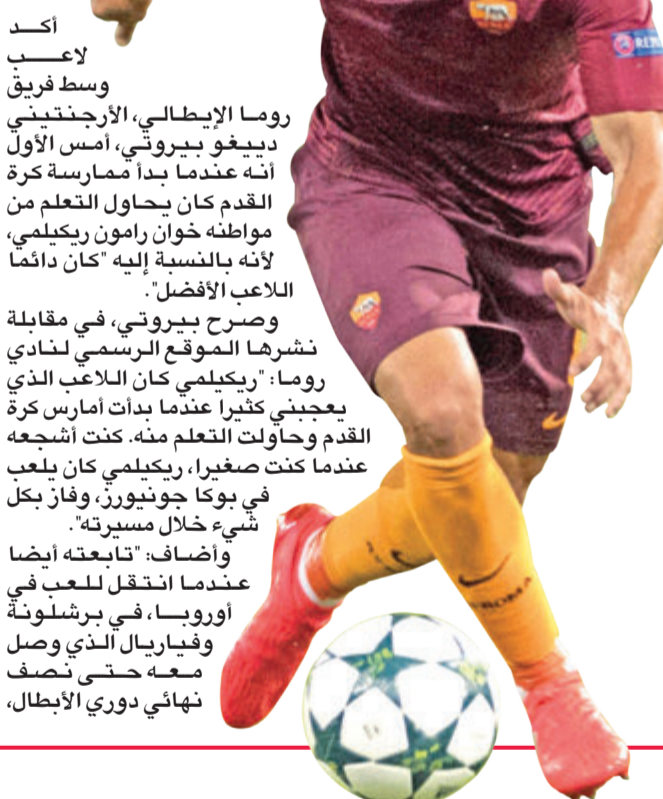 أكد
لاعب
وسط فريق
روما الإيطالي، الأرجنتيني
دييغو بيروتي، أمس الأول
أنه عندما بدأ ممارسة كرة
القدم كان يحاول التعلم من
مواطنه خوان رامون ريكيلمي،
لأنه بالنسبة إليه "كان دائما
اللاعب الأفضل".
وصرح بيروتي، في مقابلة
نشرها الموقع الرسمي لنادي
روما: "ريكيلمي كان اللاعب الذي
يعجبني كثيرا عندما بدأت أمارس كرة
القدم وحاولت التعلم منه. كنت أشجعه
عندما كنت صغيرا، ريكيلمي كان يلعب
في بوكا جونيورز، وفاز بكل
شيء خلال مسيرته".
وأضاف: "تابعته أيضا
عندما انتقل للعب في
أوروبا، في برشلونة
وفياريال الذي وصل
معه حتى نصف
نهائي دوري الأبطال،
ROMA